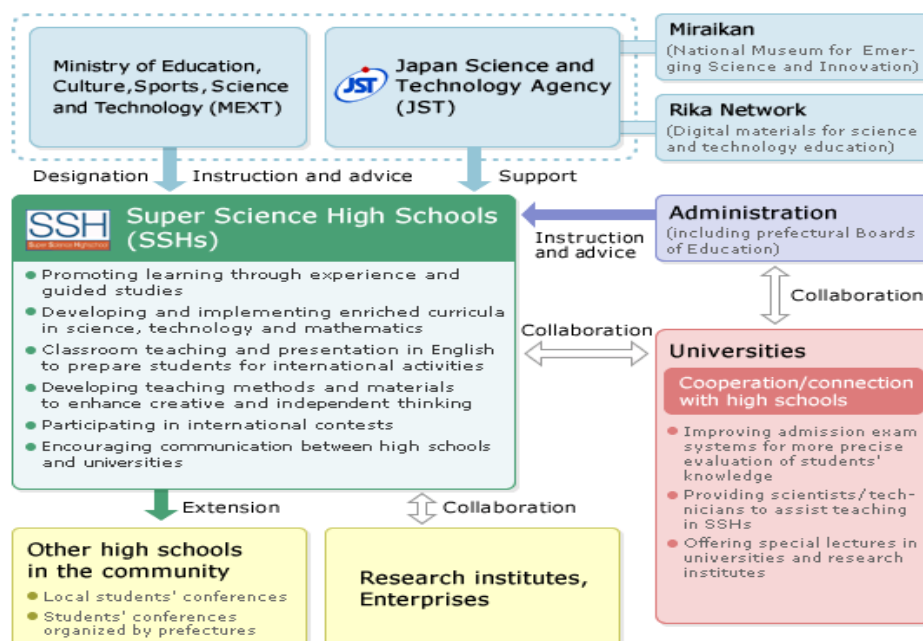 Ministry of Education,
Culture,Sports, Science
and Technology (MEXT)
JST
Japan Science and
Technology Agency
(JST)
Miraikan
(National Museum for Emer-
ging Science and Innovation)
Rika Network
(Digital materials for science
and technology education)
Designation
Instruction and advice
Support
SSH
Super Science Highschool
Super Science High Schools
(SSHs)
Promoting learning through experience and
guided studies
Developing and implementing enriched curricula
in science, technology and mathematics
Classroom teaching and presentation in English
to prepare students for international activities
Developing teaching methods and materials
to enhance creative and independent thinking
Participating in international contests
Encouraging communication between high schools
and universities
Instruction
and advice
Administration
(including prefectural Boards
of Education)
Collaboration
Collaboration
Universities
Cooperation/connection
with high schools
Improving admission exam
systems for more precise
evaluation of students'
knowledge
Providing scientists/tech-
nicians to assist teaching
in SSHs
Offering special lectures in
universities and research
institutes
Extension
Collaboration
Other high schools
in the community
Local students' conferences
Students' conferences
organized by prefectures
Research institutes,
Enterprises